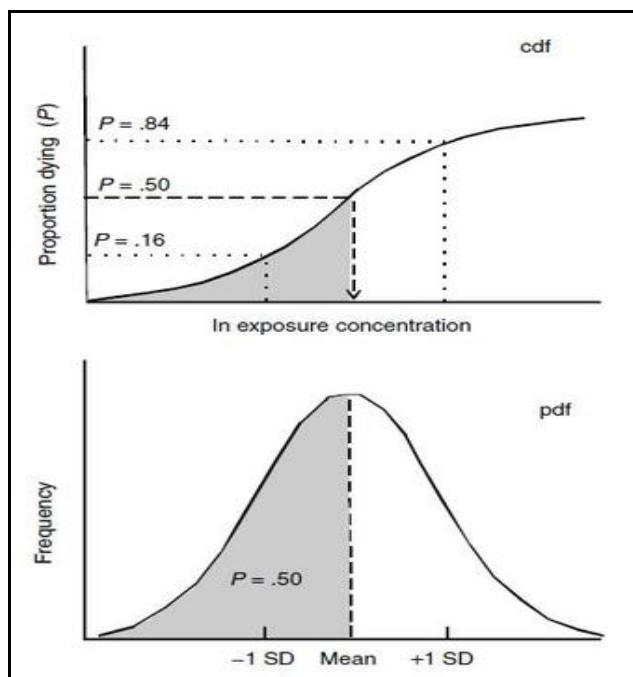 cdf
Proportion dying (P)
P = .84
P = .50
P = .16
In exposure concentration
pdf
Frequency
P = .50
−1 SD Mean +1 SD